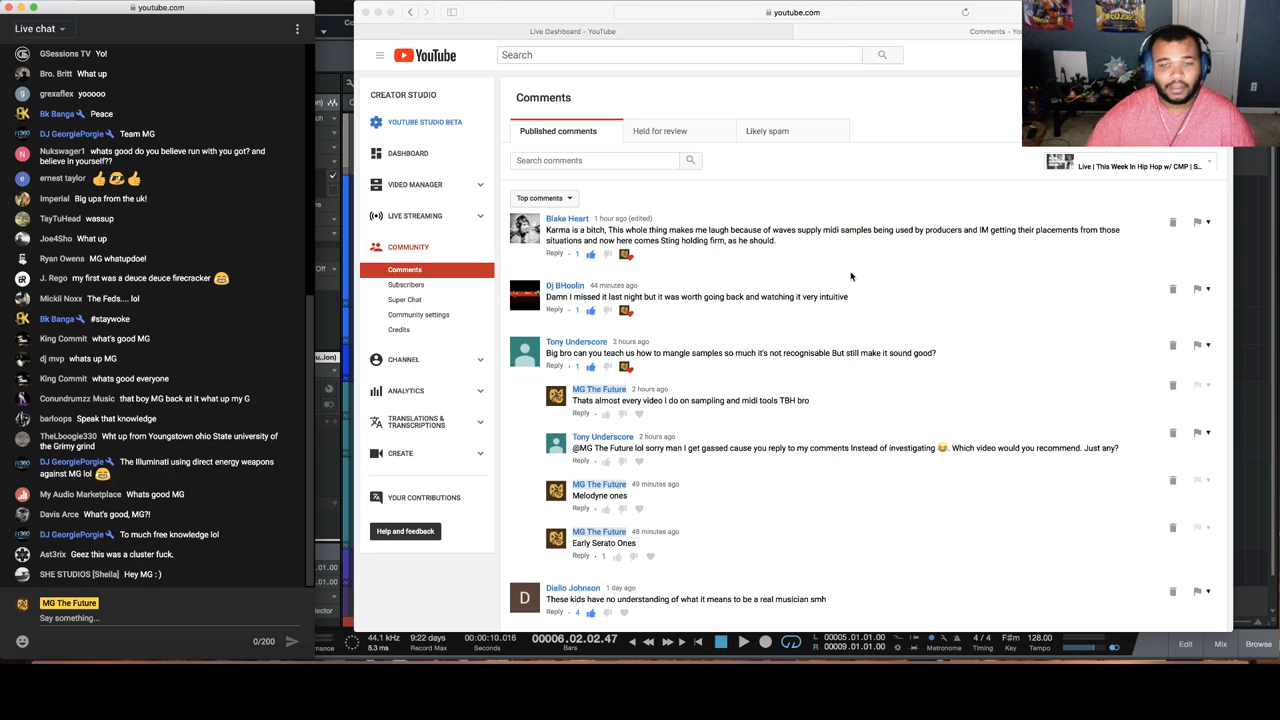 youtube.com
Live chat
GSessions TV Yo!
Bro. Britt What up
grexaflex yooooo
Bk Banga Peace
DJ GeorgiePorgie Team MG
Nukswager1 whats good do you believe run with you got? and
believe in yourself??
ernest taylor
Imperial Big ups from the uk!
TayTuHead wassup
Joe4Sho What up
Ryan Owens MG whatupdoe!
J. Rego my first was a deuce deuce firecracker
Mickii Noxx The Feds.... lol
Bk Banga #staywoke
King Commit what's good MG
dj mvp whats up MG
King Commit whats good everyone
Conundrumzz Music that boy MG back at it what up my G
barloops Speak that knowledge
TheLboogie330 Wht up from Youngstown ohio State university of
the Grimy grind
DJ GeorgiePorgie The Illuminati using direct energy weapons
against MG lol
My Audio Marketplace Whats good MG
Davis Arce What's good, MG?!
DJ GeorgiePorgie To much free knowledge lol
Ast3rix Geez this was a cluster fuck.
SHE STUDIOS [Sheila] Hey MG : )
MG The Future
Say something...
0/200
youtube.com
Live Dashboard - YouTube
Comments - You
YouTube
Search
CREATOR STUDIO
YOUTUBE STUDIO BETA
DASHBOARD
VIDEO MANAGER
LIVE STREAMING
COMMUNITY
Comments
Subscribers
Super Chat
Community settings
Credits
CHANNEL
ANALYTICS
TRANSLATIONS &
TRANSCRIPTIONS
CREATE
YOUR CONTRIBUTIONS
Help and feedback
Comments
Published comments
Held for review
Likely spam
Search comments
Live | This Week In Hip Hop w/ CMP | S...
Top comments
Blake Heart 1 hour ago (edited)
Karma is a bitch, This whole thing makes me laugh because of waves supply midi samples being used by producers and IM getting their placements from those
situations and now here comes Sting holding firm, as he should.
Reply · 1
Dj BHoolin 44 minutes ago
Damn I missed it last night but it was worth going back and watching it very intuitive
Reply · 1
Tony Underscore 2 hours ago
Big bro can you teach us how to mangle samples so much it's not recognisable But still make it sound good?
Reply · 1
MG The Future 2 hours ago
Thats almost every video I do on sampling and midi tools TBH bro
Reply ·
Tony Underscore 2 hours ago
@MG The Future lol sorry man I get gassed cause you reply to my comments Instead of investigating . Which video would you recommend. Just any?
Reply ·
MG The Future 49 minutes ago
Melodyne ones
Reply ·
MG The Future 48 minutes ago
Early Serato Ones
Reply · 1
D
Diallo Johnson 1 day ago
These kids have no understanding of what it means to be a real musician smh
Reply · 4
44.1 kHz
8.3 ms
9:22 days
Record Max
00:00:10.016
Seconds
00006.02.02.47
Bars
L 00005.01.01.00
R 00009.01.01.00
Metronome
4 / 4
Timing
F#m
Key
128.00
Tempo
Edit
Mix
Browse